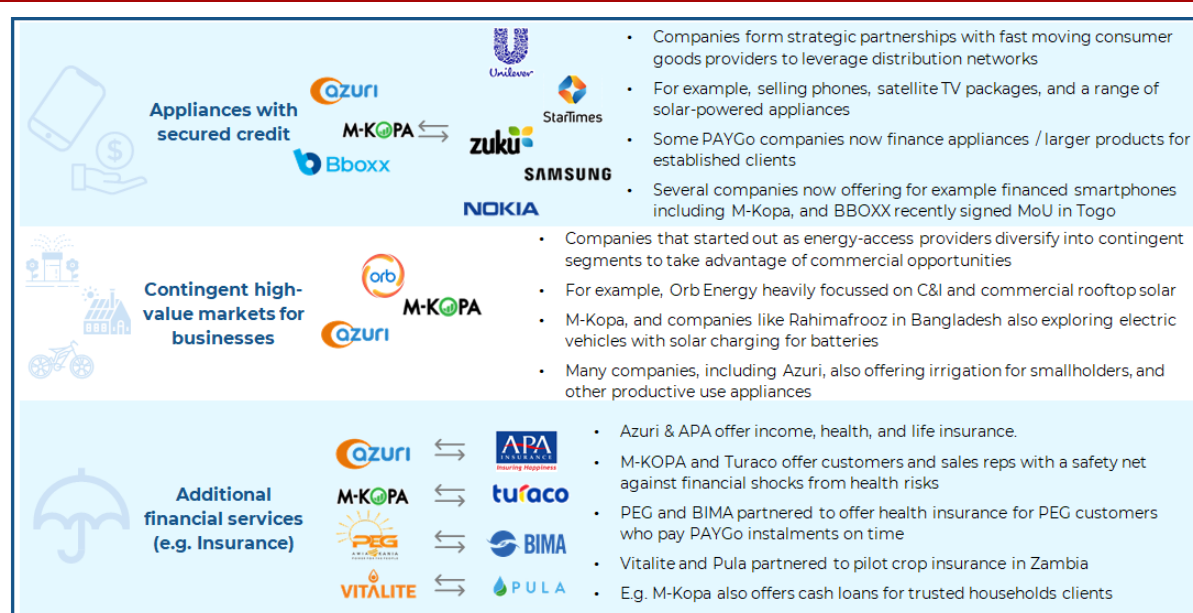 Appliances with
secured credit
azuri
M-KOPA
Bboxx
Unilever
StarTimes
zuku
SAMSUNG
NOKIA
• Companies form strategic partnerships with fast moving consumer
goods providers to leverage distribution networks
• For example, selling phones, satellite TV packages, and a range of
solar-powered appliances
• Some PAYGo companies now finance appliances / larger products for
established clients
• Several companies now offering for example financed smartphones
including M-Kopa, and BBOXX recently signed MoU in Togo
Contingent high-
value markets for
businesses
orb
M-KOPA
azuri
• Companies that started out as energy-access providers diversify into contingent
segments to take advantage of commercial opportunities
• For example, Orb Energy heavily focussed on C&I and commercial rooftop solar
• M-Kopa, and companies like Rahimafrooz in Bangladesh also exploring electric
vehicles with solar charging for batteries
• Many companies, including Azuri, also offering irrigation for smallholders, and
other productive use appliances
Additional
financial services
(e.g. Insurance)
azuri
APA
INSURANCE
Insuring Happiness
M-KOPA
turaco
PEG
BIMA
VITALITE
PULA
• Azuri & APA offer income, health, and life insurance.
• M-KOPA and Turaco offer customers and sales reps with a safety net
against financial shocks from health risks
• PEG and BIMA partnered to offer health insurance for PEG customers
who pay PAYGo instalments on time
• Vitalite and Pula partnered to pilot crop insurance in Zambia
• E.g. M-Kopa also offers cash loans for trusted households clients